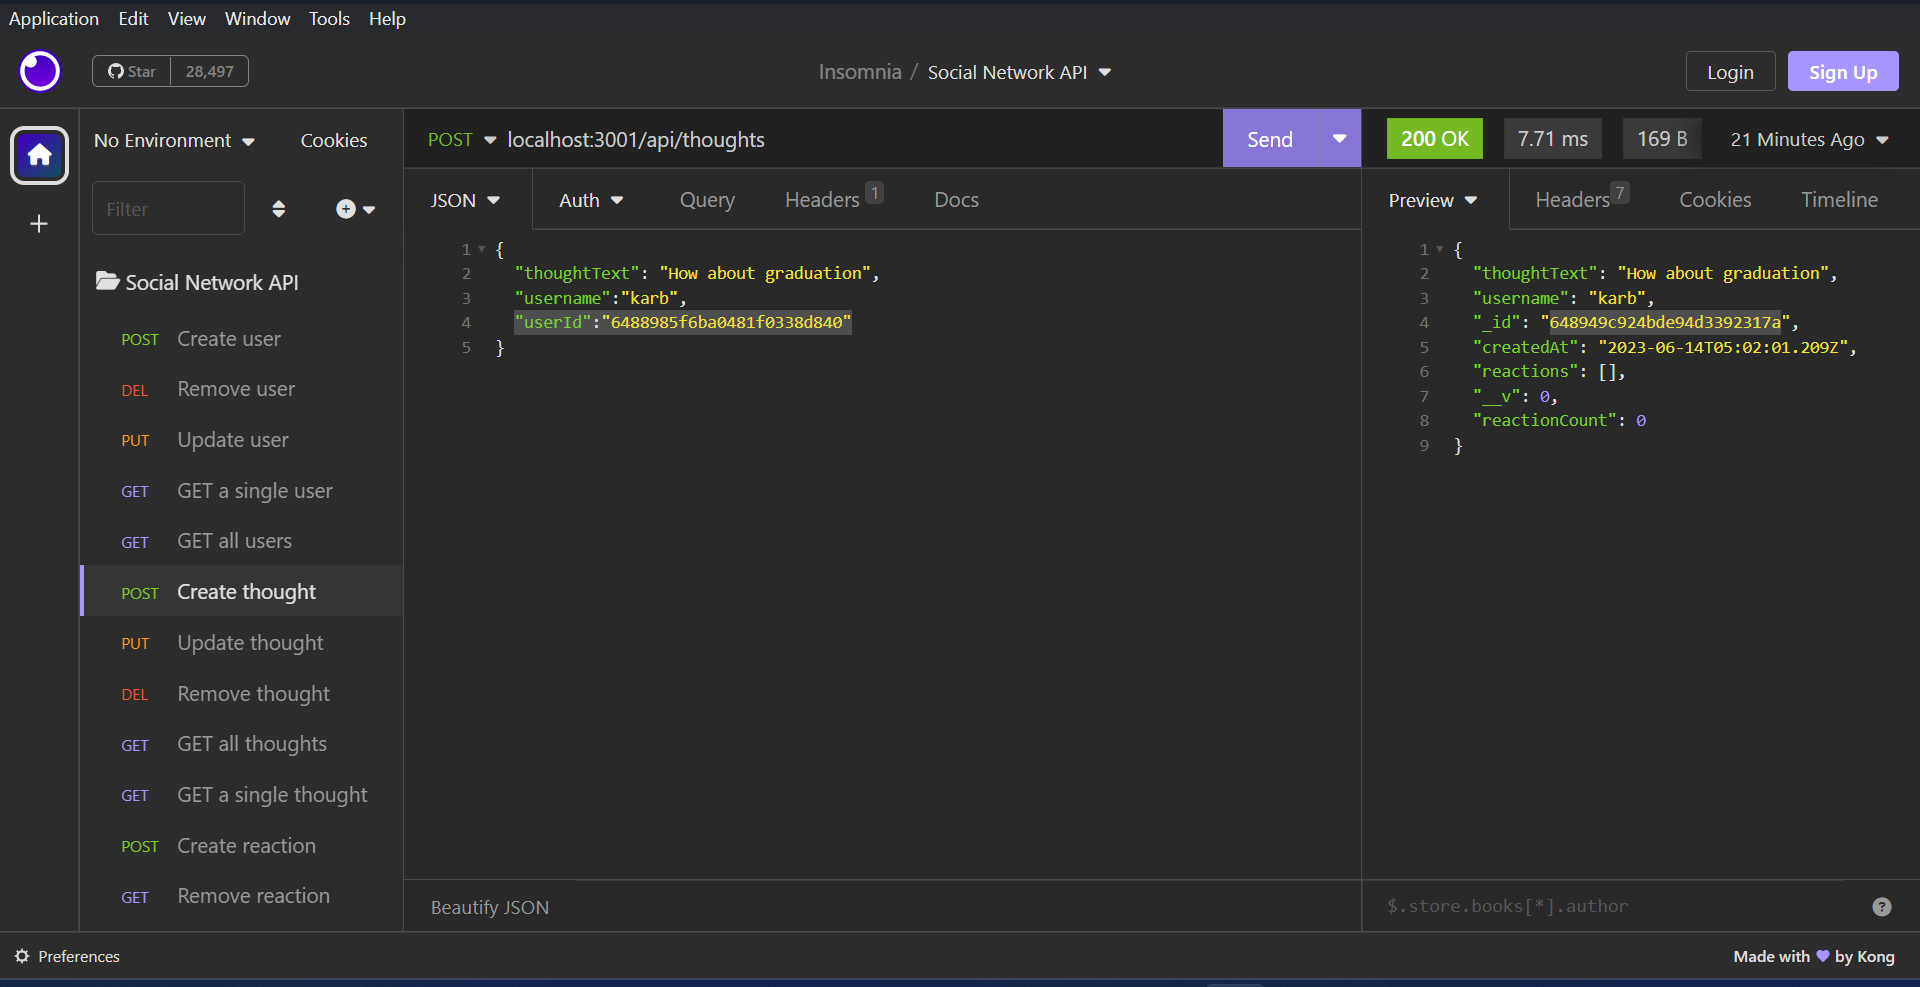 Application Edit View Window Tools Help
Star 28,497
Insomnia / Social Network API
Login Sign Up
No Environment Cookies
POST localhost:3001/api/thoughts Send
200 OK 7.71 ms 169 B 21 Minutes Ago
Filter
JSON Auth Query Headers 1 Docs
Preview Headers 7 Cookies Timeline
Social Network API
POST Create user
DEL Remove user
PUT Update user
GET GET a single user
GET GET all users
POST Create thought
PUT Update thought
DEL Remove thought
GET GET all thoughts
GET GET a single thought
POST Create reaction
GET Remove reaction
1 {
2 "thoughtText": "How about graduation",
3 "username":"karb",
4 "userId":"6488985f6ba0481f0338d840"
5 }
Beautify JSON
1 {
2 "thoughtText": "How about graduation",
3 "username": "karb",
4 "_id": "648949c924bde94d3392317a",
5 "createdAt": "2023-06-14T05:02:01.209Z",
6 "reactions": [],
7 "__v": 0,
8 "reactionCount": 0
9 }
$.store.books[*].author ?
Preferences
Made with by Kong